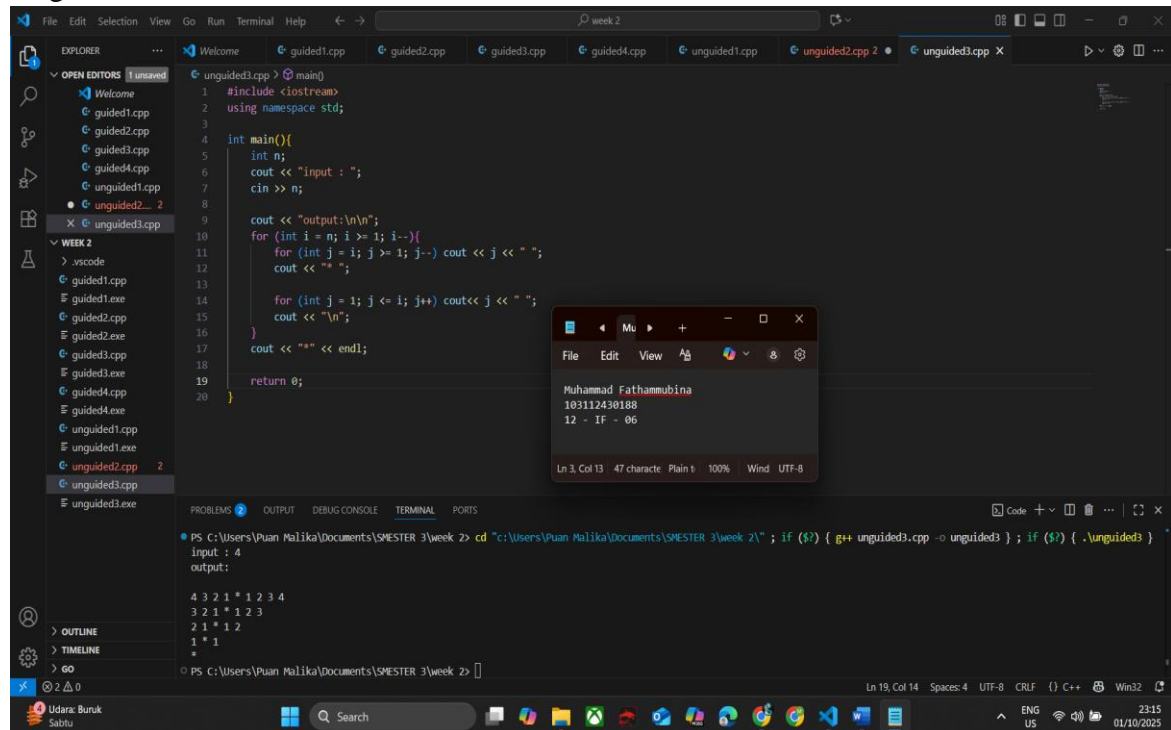 File Edit Selection View Go Run Terminal Help
week 2
EXPLORER
OPEN EDITORS 1 unsaved
Welcome
guided1.cpp
guided2.cpp
guided3.cpp
guided4.cpp
unguided1.cpp
unguided2.... 2
unguided3.cpp
WEEK 2
.vscode
guided1.cpp
guided1.exe
guided2.cpp
guided2.exe
guided3.cpp
guided3.exe
guided4.cpp
guided4.exe
unguided1.cpp
unguided1.exe
unguided2.cpp 2
unguided3.cpp
unguided3.exe
OUTLINE
TIMELINE
GO
Welcome guided1.cpp guided2.cpp guided3.cpp guided4.cpp unguided1.cpp unguided2.cpp 2 unguided3.cpp
unguided3.cpp > main()
1 #include <iostream>
2 using namespace std;
3
4 int main(){
5 int n;
6 cout << "input : ";
7 cin >> n;
8
9 cout << "output:\n\n";
10 for (int i = n; i >= 1; i--){
11 for (int j = i; j >= 1; j--) cout << j << " ";
12 cout << "* ";
13
14 for (int j = 1; j <= i; j++) cout<< j << " ";
15 cout << "\n";
16 }
17 cout << "*" << endl;
18
19 return 0;
20 }
Mu
File Edit View
Muhammad Fathammubina
103112430188
12 - IF - 06
Ln 3, Col 13 47 characte Plain t 100% Wind UTF-8
PROBLEMS 2 OUTPUT DEBUG CONSOLE TERMINAL PORTS
Code
PS C:\Users\Puan Malika\Documents\SMESTER 3\week 2> cd "c:\Users\Puan Malika\Documents\SMESTER 3\week 2\" ; if ($?) { g++ unguided3.cpp -o unguided3 } ; if ($?) { .\unguided3 }
input : 4
output:
4 3 2 1 * 1 2 3 4
3 2 1 * 1 2 3
2 1 * 1 2
1 * 1
*
PS C:\Users\Puan Malika\Documents\SMESTER 3\week 2>
2 0 Ln 19, Col 14 Spaces: 4 UTF-8 CRLF {} C++ Win32
4 Udara: Buruk
Sabtu
Search
ENG
US
23:15
01/10/2025